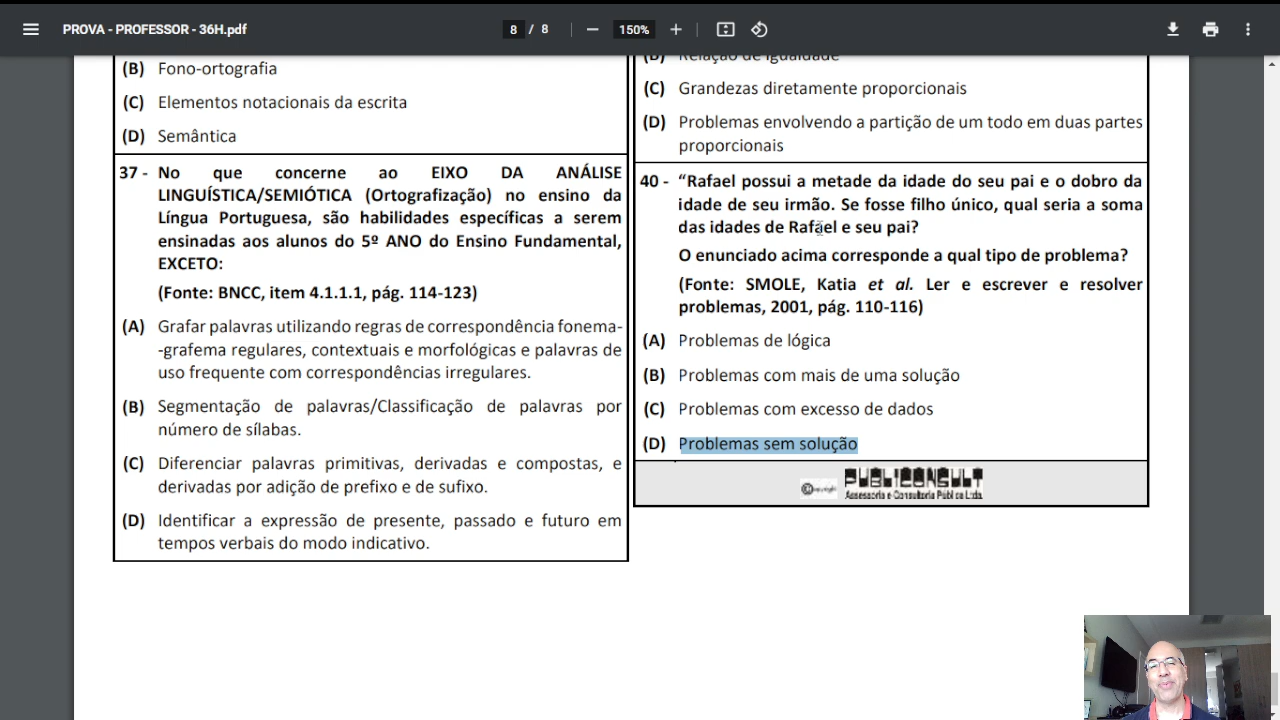 PROVA - PROFESSOR - 36H.pdf
8 / 8
150%
(B) Fono-ortografia
(C) Elementos notacionais da escrita
(D) Semântica
37 - No que concerne ao EIXO DA ANÁLISE
LINGUÍSTICA/SEMIÓTICA (Ortografização) no ensino da
Língua Portuguesa, são habilidades específicas a serem
ensinadas aos alunos do 5º ANO do Ensino Fundamental,
EXCETO:
(Fonte: BNCC, item 4.1.1.1, pág. 114-123)
(A) Grafar palavras utilizando regras de correspondência fonema-
-grafema regulares, contextuais e morfológicas e palavras de
uso frequente com correspondências irregulares.
(B) Segmentação de palavras/Classificação de palavras por
número de sílabas.
(C) Diferenciar palavras primitivas, derivadas e compostas, e
derivadas por adição de prefixo e de sufixo.
(D) Identificar a expressão de presente, passado e futuro em
tempos verbais do modo indicativo.
(B) Relação de igualdade
(C) Grandezas diretamente proporcionais
(D) Problemas envolvendo a partição de um todo em duas partes
proporcionais
40 - “Rafael possui a metade da idade do seu pai e o dobro da
idade de seu irmão. Se fosse filho único, qual seria a soma
das idades de Rafael e seu pai?
O enunciado acima corresponde a qual tipo de problema?
(Fonte: SMOLE, Katia et al. Ler e escrever e resolver
problemas, 2001, pág. 110-116)
(A) Problemas de lógica
(B) Problemas com mais de uma solução
(C) Problemas com excesso de dados
(D) Problemas sem solução
©Copyright PUBLICONSULT
Assessoria e Consultoria Pública Ltda.